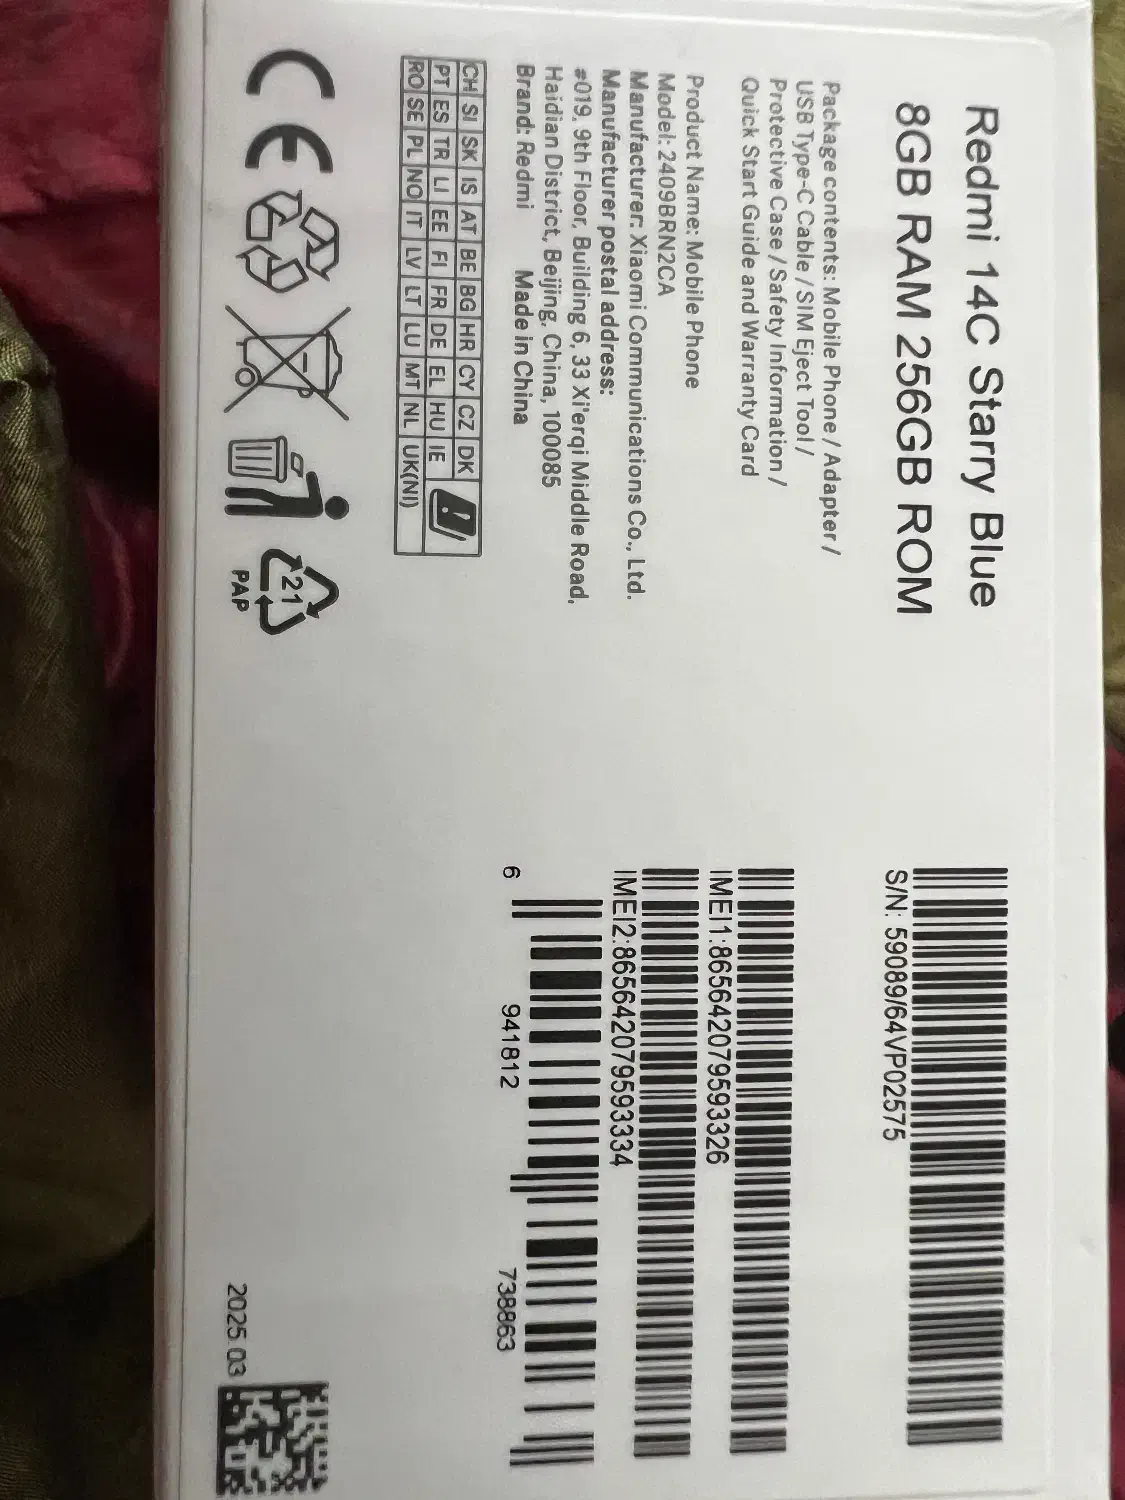 Redmi 14C Starry Blue
8GB RAM 256GB ROM
Package contents: Mobile Phone / Adapter /
USB Type-C Cable / SIM Eject Tool /
Protective Case / Safety Information /
Quick Start Guide and Warranty Card
Product Name: Mobile Phone
Model: 2409BRN2CA
Manufacturer: Xiaomi Communications Co., Ltd.
Manufacturer postal address:
#019, 9th Floor, Building 6, 33 Xi'erqi Middle Road,
Haidian District, Beijing, China, 100085
Brand: Redmi Made in China
CH SI SK IS AT BE BG HR CY CZ DK
PT ES TR LI EE FI FR DE EL HU IE
RO SE PL NO IT LV LT LU MT NL UK(NI)
CE
21
PAP
S/N: 59089/64VP02575
IMEI1:865642079593326
IMEI2:865642079593334
6 941812 738863
2025.03